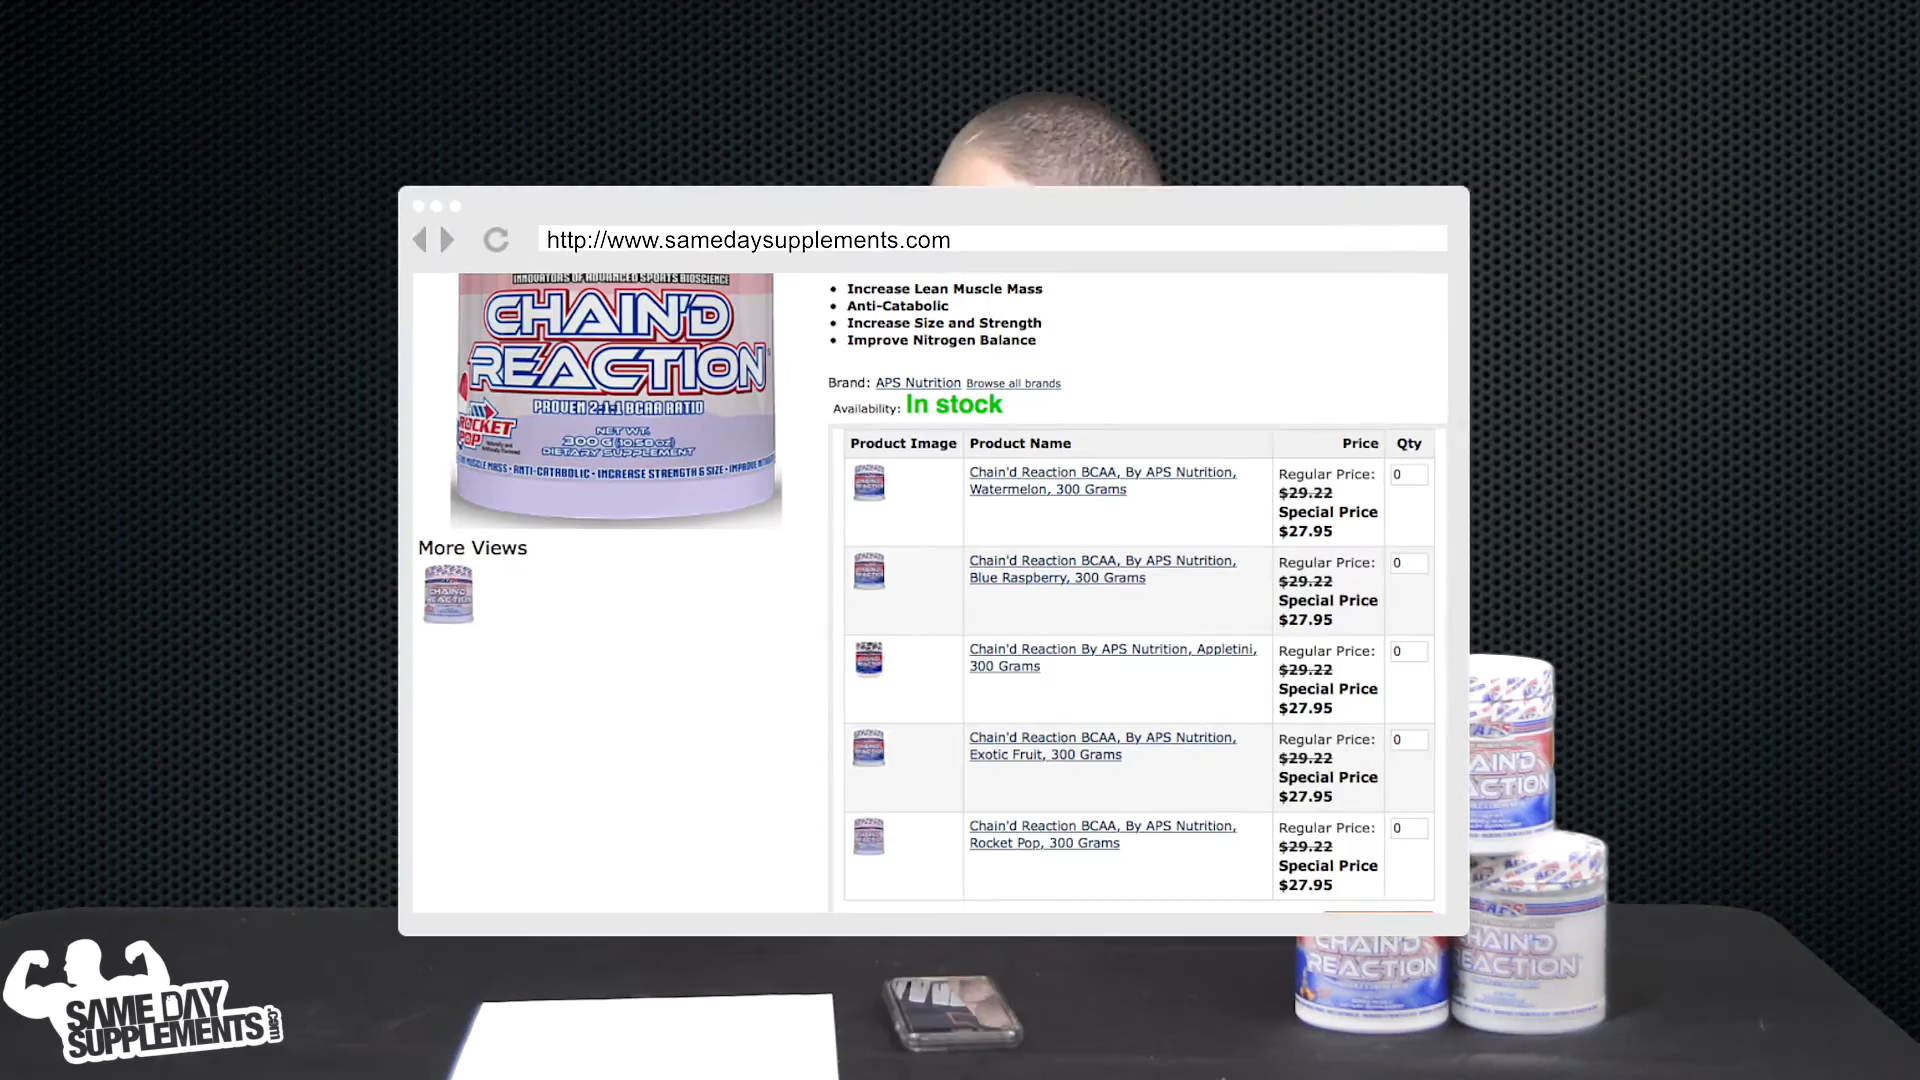 http://www.samedaysupplements.com
INNOVATORS OF ADVANCED SPORTS BIOSCIENCE
CHAIN'D
REACTION
PROVEN 2:1:1 BCAA RATIO
ROCKET
POP
NET WT.
300 G (10.58 OZ)
DIETARY SUPPLEMENT
MUSCLE MASS • ANTI-CATABOLIC • INCREASE STRENGTH & SIZE •
More Views
• Increase Lean Muscle Mass
• Anti-Catabolic
• Increase Size and Strength
• Improve Nitrogen Balance
Brand: APS Nutrition Browse all brands
Availability: In stock
Product Image Product Name Price Qty
Chain'd Reaction BCAA, By APS Nutrition,
Watermelon, 300 Grams
Regular Price:
$29.22
Special Price
$27.95
0
Chain'd Reaction BCAA, By APS Nutrition,
Blue Raspberry, 300 Grams
Regular Price:
$29.22
Special Price
$27.95
0
Chain'd Reaction By APS Nutrition, Appletini,
300 Grams
Regular Price:
$29.22
Special Price
$27.95
0
Chain'd Reaction BCAA, By APS Nutrition,
Exotic Fruit, 300 Grams
Regular Price:
$29.22
Special Price
$27.95
0
Chain'd Reaction BCAA, By APS Nutrition,
Rocket Pop, 300 Grams
Regular Price:
$29.22
Special Price
$27.95
0
APS
AIN'D
ACTION
APS
CHAIN'D
REACTION
HAIN'D
REACTION
SAME DAY
SUPPLEMENTS.com